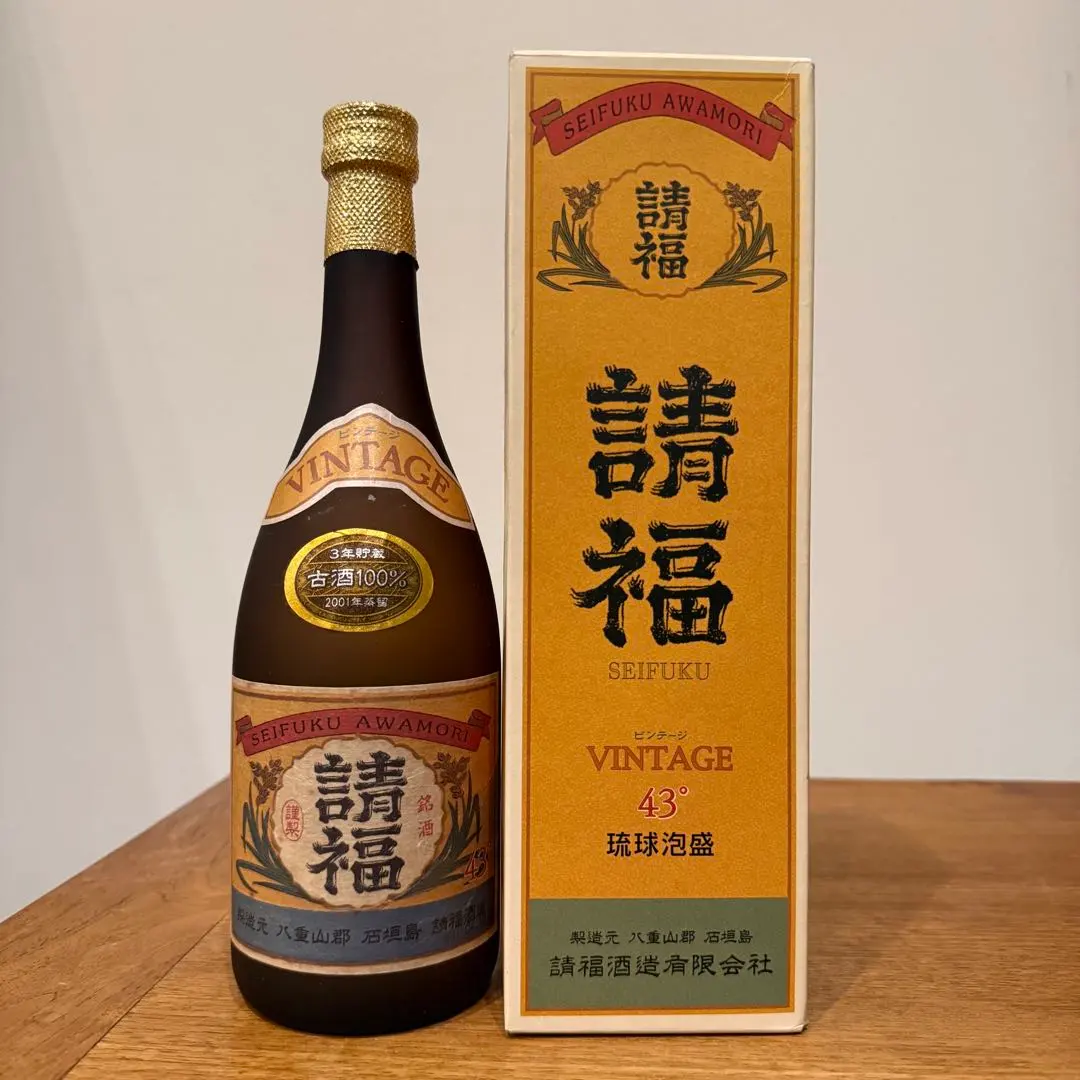 ビンテージ
VINTAGE
3年貯蔵
古酒100%
2001年蒸留
SEIFUKU AWAMORI
請福
銘酒
謹製
43°
製造元 八重山郡 石垣島 請福酒造
SEIFUKU AWAMORI
請福
請福
SEIFUKU
ビンテージ
VINTAGE
43°
琉球泡盛
製造元 八重山郡 石垣島
請福酒造有限会社